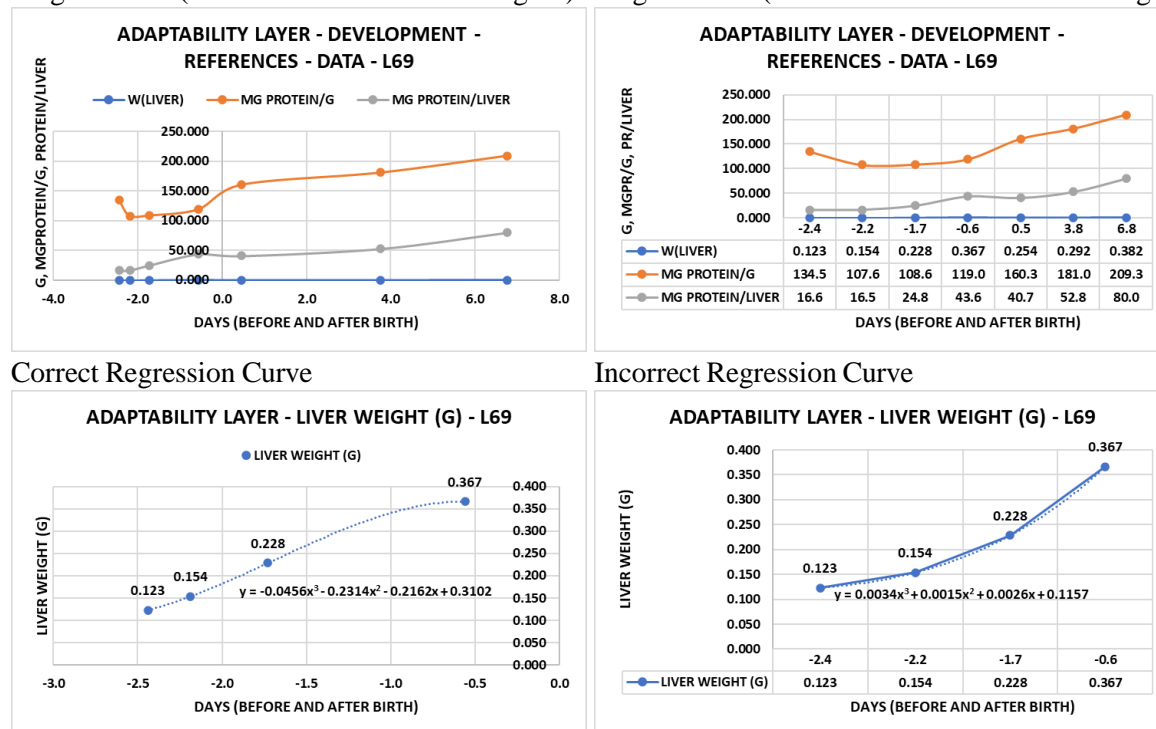 ADAPTABILITY LAYER - DEVELOPMENT -
REFERENCES - DATA - L69
W(LIVER) MG PROTEIN/G MG PROTEIN/LIVER
G, MGPROTEIN/G, PROTEIN/LIVER
250.000
200.000
150.000
100.000
50.000
0.000
-4.0 -2.0 0.0 2.0 4.0 6.0 8.0
DAYS (BEFORE AND AFTER BIRTH)
ADAPTABILITY LAYER - DEVELOPMENT -
REFERENCES - DATA - L69
G, MGPR/G, PR/LIVER
250.000
200.000
150.000
100.000
50.000
0.000
-2.4 -2.2 -1.7 -0.6 0.5 3.8 6.8
W(LIVER) 0.123 0.154 0.228 0.367 0.254 0.292 0.382
MG PROTEIN/G 134.5 107.6 108.6 119.0 160.3 181.0 209.3
MG PROTEIN/LIVER 16.6 16.5 24.8 43.6 40.7 52.8 80.0
DAYS (BEFORE AND AFTER BIRTH)
Correct Regression Curve
Incorrect Regression Curve
ADAPTABILITY LAYER - LIVER WEIGHT (G) - L69
LIVER WEIGHT (G)
LIVER WEIGHT (G)
0.400
0.350
0.300
0.250
0.200
0.150
0.100
0.050
0.000
0.123
0.154
0.228
0.367
y = -0.0456x³ - 0.2314x² - 0.2162x + 0.3102
-3.0 -2.5 -2.0 -1.5 -1.0 -0.5 0.0
DAYS (BEFORE AND AFTER BIRTH)
ADAPTABILITY LAYER - LIVER WEIGHT (G) - L69
LIVER WEIGHT (G)
0.400
0.350
0.300
0.250
0.200
0.150
0.100
0.050
0.000
0.123
0.154
0.228
0.367
y = 0.0034x³ + 0.0015x² + 0.0026x + 0.1157
-2.4 -2.2 -1.7 -0.6
LIVER WEIGHT (G) 0.123 0.154 0.228 0.367
DAYS (BEFORE AND AFTER BIRTH)